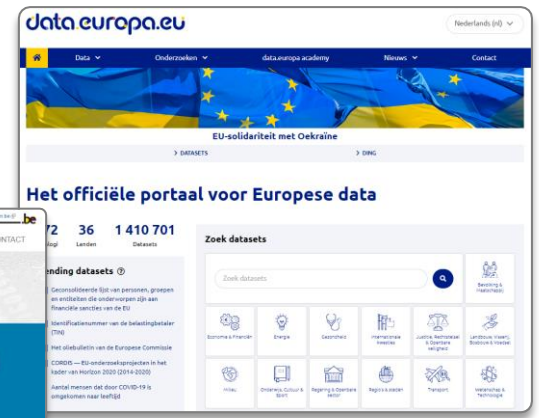 data.europa.eu
Nederlands (nl)
Data
Onderzoeken
data.europa academy
Nieuws
Contact
EU-solidariteit met Oekraïne
> DATASETS
> DING
Het officiële portaal voor Europese data
72
36
1 410 701
logi
Landen
Datasets
ending datasets
Geconsolideerde lijst van personen, groepen
en entiteiten die onderworpen zijn aan
financiële sancties van de EU
Identificatienummer van de belastingbetaler
(TIN)
Het oliebulletin van de Europese Commissie
CORDIS — EU-onderzoeksprojecten in het
kader van Horizon 2020 (2014-2020)
Aantal mensen dat door COVID-19 is
omgekomen naar leeftijd
Zoek datasets
Zoek datasets
Bevolking &
maatschappij
Economie & Financiën
Energie
Gezondheid
Internationale
kwesties
Justitie, Rechtsstelsel
& Openbare
veiligheid
Landbouw, Visserij,
Bosbouw & Voedsel
Milieu
Onderwijs, Cultuur &
Sport
Regering & Openbare
sector
Regio's & steden
Transport
Wetenschap &
Technologie
.be
ONTACT